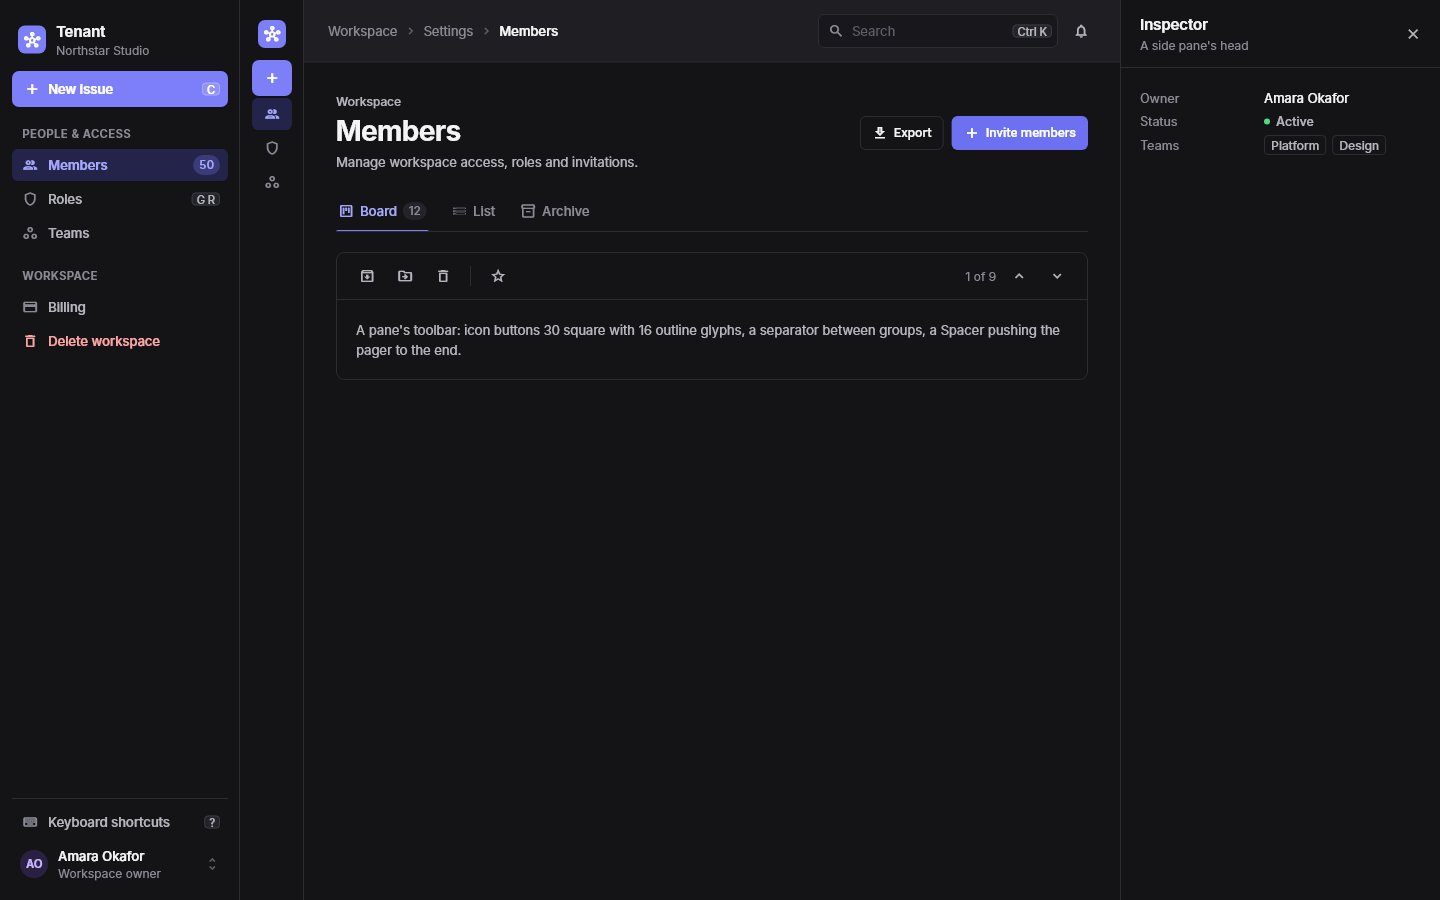 Tenant
Northstar Studio
New issue C
PEOPLE & ACCESS
Members 50
Roles G R
Teams
WORKSPACE
Billing
Delete workspace
Keyboard shortcuts ?
AO
Amara Okafor
Workspace owner
Workspace > Settings > Members
Search Ctrl K
Workspace
Members
Manage workspace access, roles and invitations.
Export
Invite members
Board 12
List
Archive
1 of 9
A pane's toolbar: icon buttons 30 square with 16 outline glyphs, a separator between groups, a Spacer pushing the
pager to the end.
Inspector
A side pane's head
Owner Amara Okafor
Status Active
Teams Platform Design